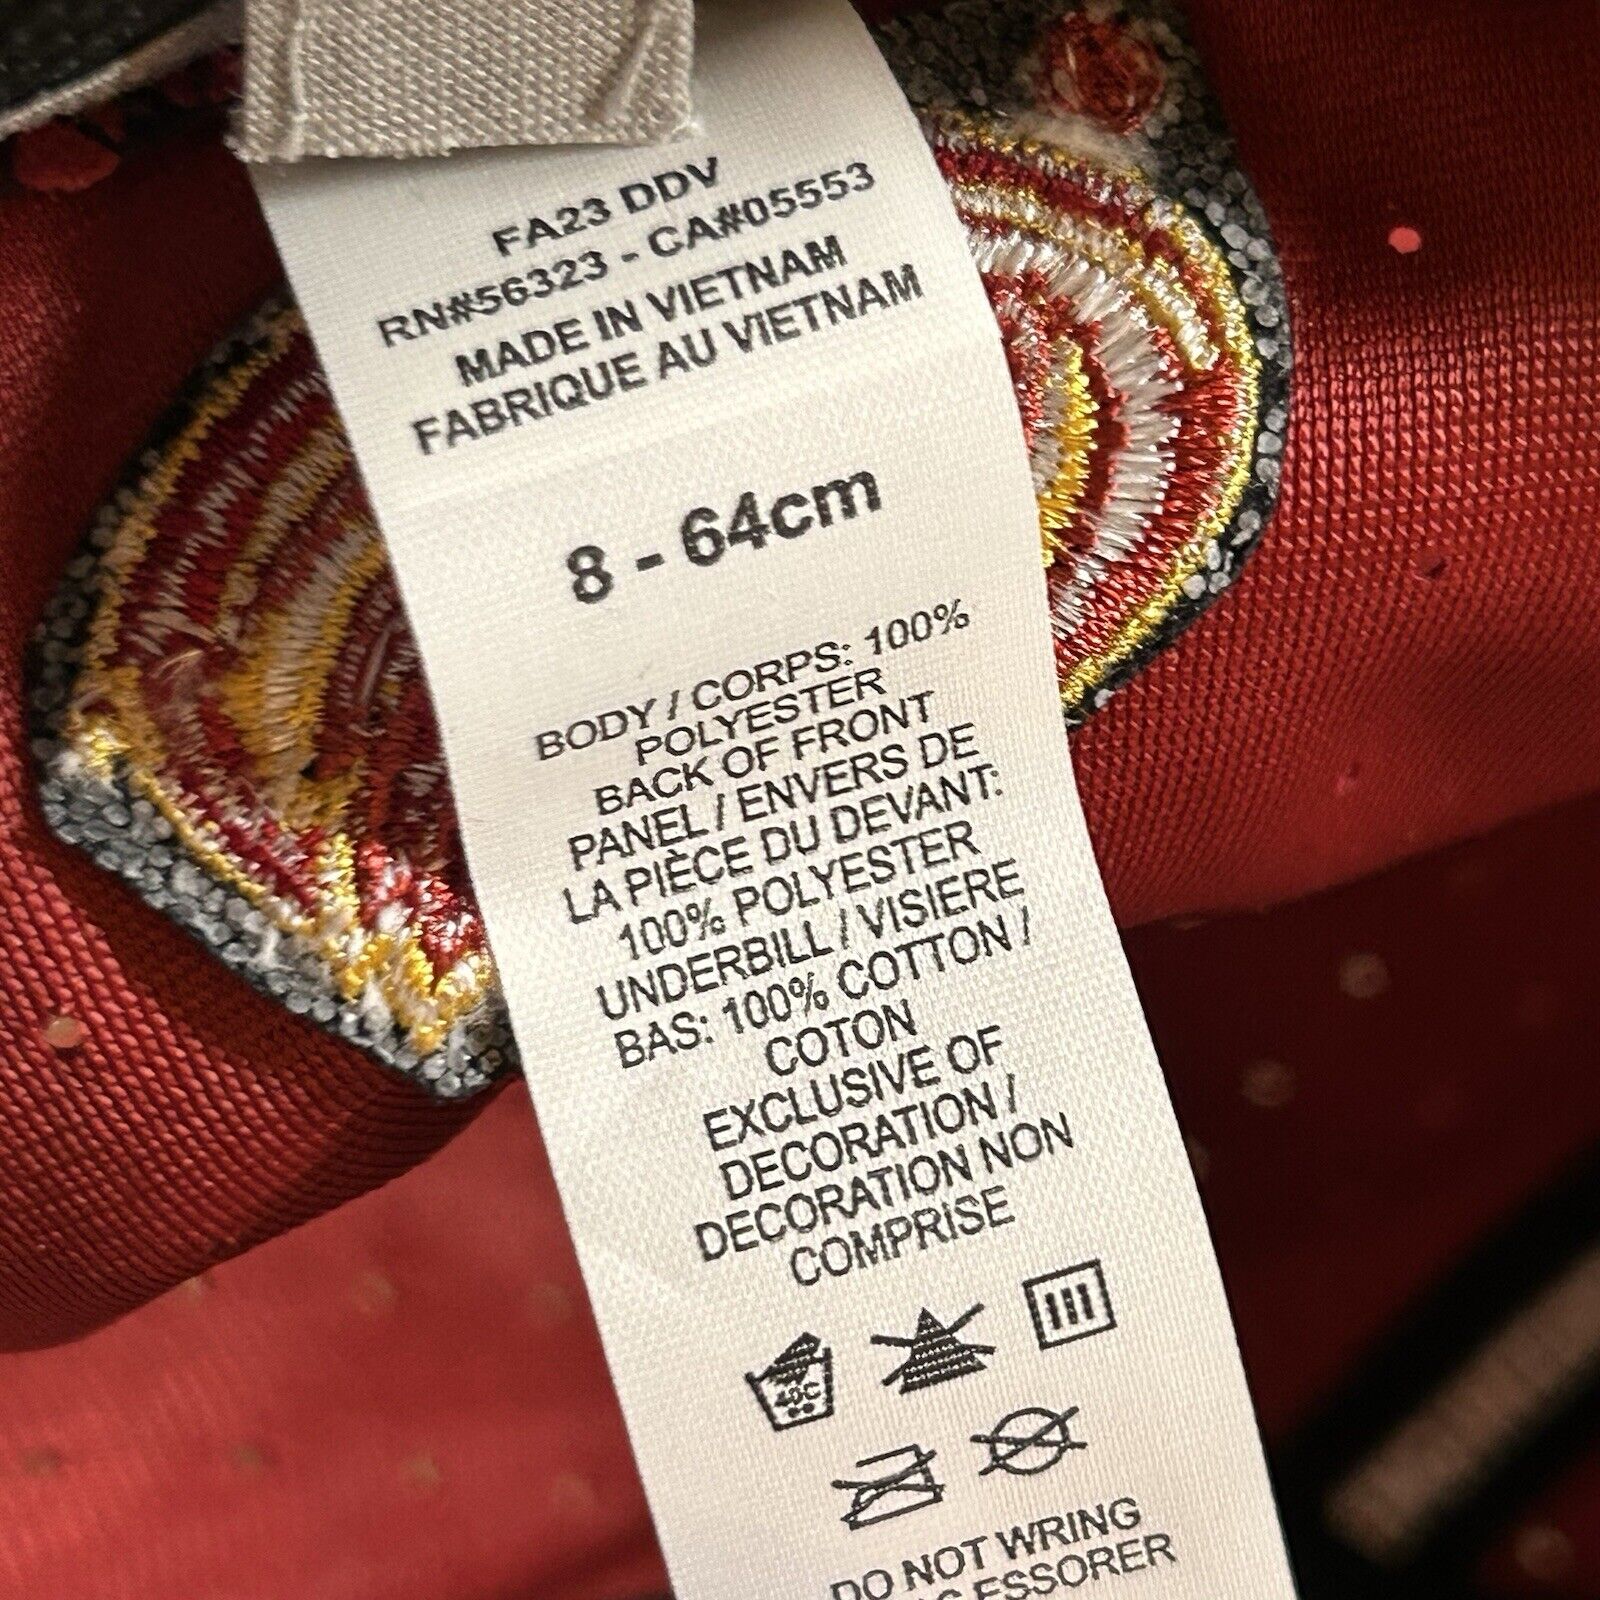 FA23 DDV
RN#56323 - CA#05553
MADE IN VIETNAM
FABRIQUE AU VIETNAM
8 - 64cm
BODY / CORPS: 100%
POLYESTER
BACK OF FRONT
PANEL / ENVERS DE
LA PIÈCE DU DEVANT:
100% POLYESTER
UNDERBILL / VISIERE
BAS: 100% COTTON /
COTON
EXCLUSIVE OF
DECORATION /
DECORATION NON
COMPRISE
40C
DO NOT WRING
ESSORER